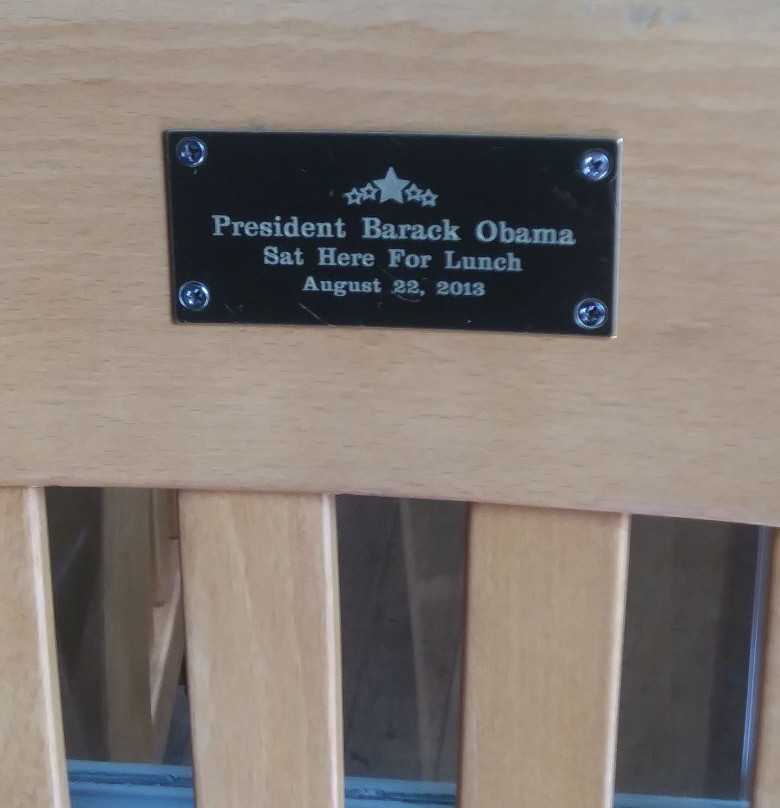 President Barack Obama
Sat Here For Lunch
August 22, 2013